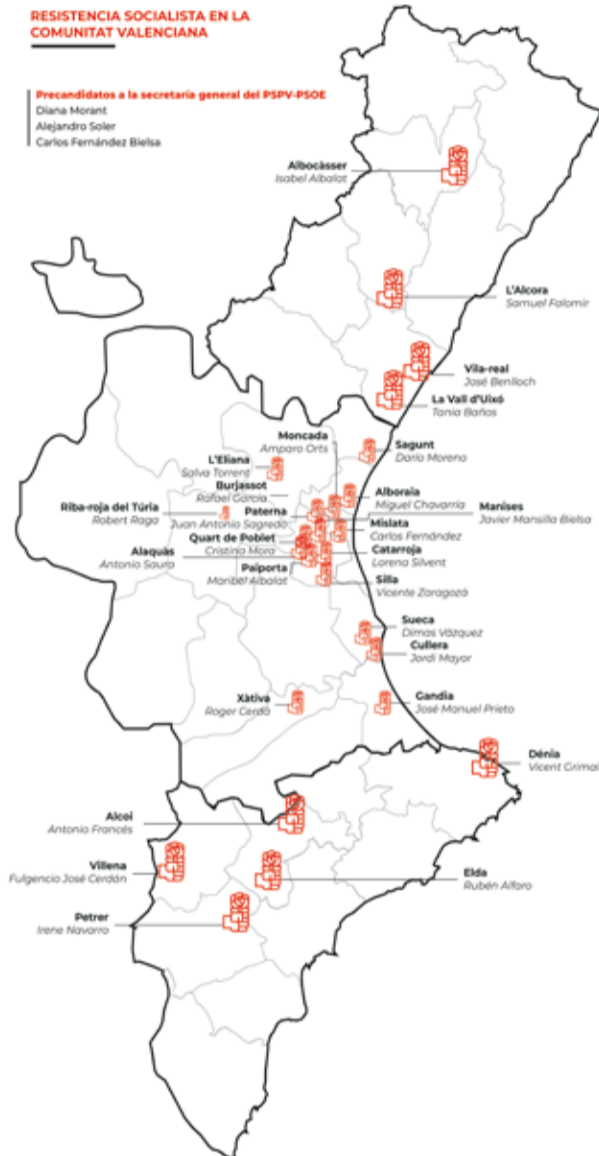 RESISTENCIA SOCIALISTA EN LA
COMUNITAT VALENCIANA
Precandidatos a la secretaría general del PSPV-PSOE
Diana Morant
Alejandro Soler
Carlos Fernández Bielsa
Albocàsser
Isabel Albalat
L'Alcora
Samuel Falomir
Vila-real
José Benlloch
La Vall d'Uixó
Tania Baños
Moncada
Amparo Orts
Sagunt
Darío Moreno
L'Eliana
Salva Torrent
Burjassot
Rafael García
Alboraia
Miguel Chavarría
Riba-roja del Túria
Robert Raga
Paterna
Juan Antonio Sagredo
Manises
Javier Mansilla Bielsa
Mislata
Carlos Fernández
Quart de Poblet
Cristina Mora
Alaquàs
Antonio Saura
Catarroja
Lorena Silvent
Paiporta
Maribel Albalat
Silla
Vicente Zaragozá
Sueca
Dimas Vázquez
Cullera
Jordi Mayor
Xàtiva
Roger Cerdà
Gandia
José Manuel Prieto
Dénia
Vicent Grimal
Alcoi
Antonio Francés
Villena
Fulgencio José Cerdán
Elda
Rubén Alfaro
Petrer
Irene Navarro